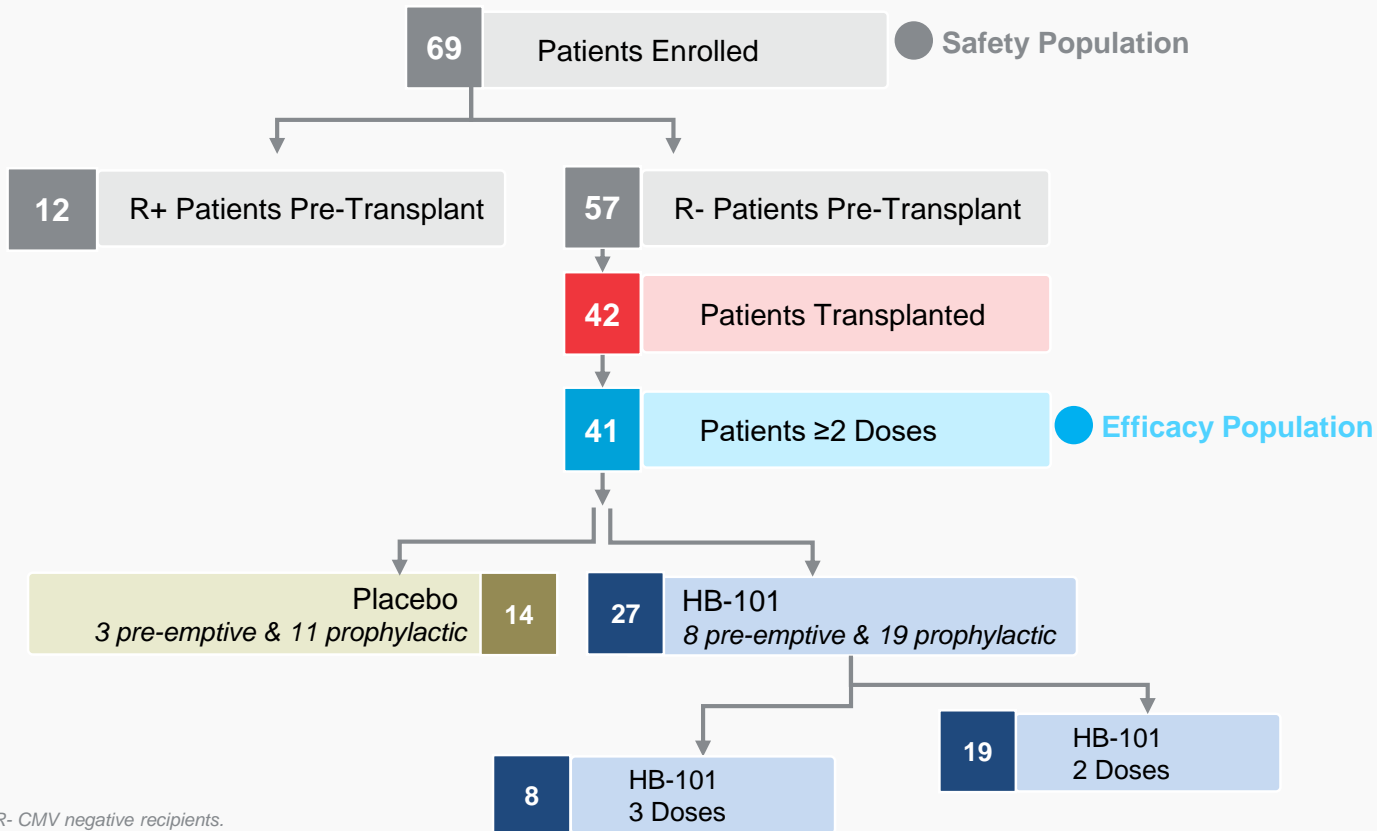 69
Patients Enrolled
Safety Population
12
R+ Patients Pre-Transplant
57
R- Patients Pre-Transplant
42
Patients Transplanted
41
Patients ≥2 Doses
Efficacy Population
Placebo
3 pre-emptive & 11 prophylactic
14
27
HB-101
8 pre-emptive & 19 prophylactic
8
HB-101
3 Doses
19
HB-101
2 Doses
R- CMV negative recipients.